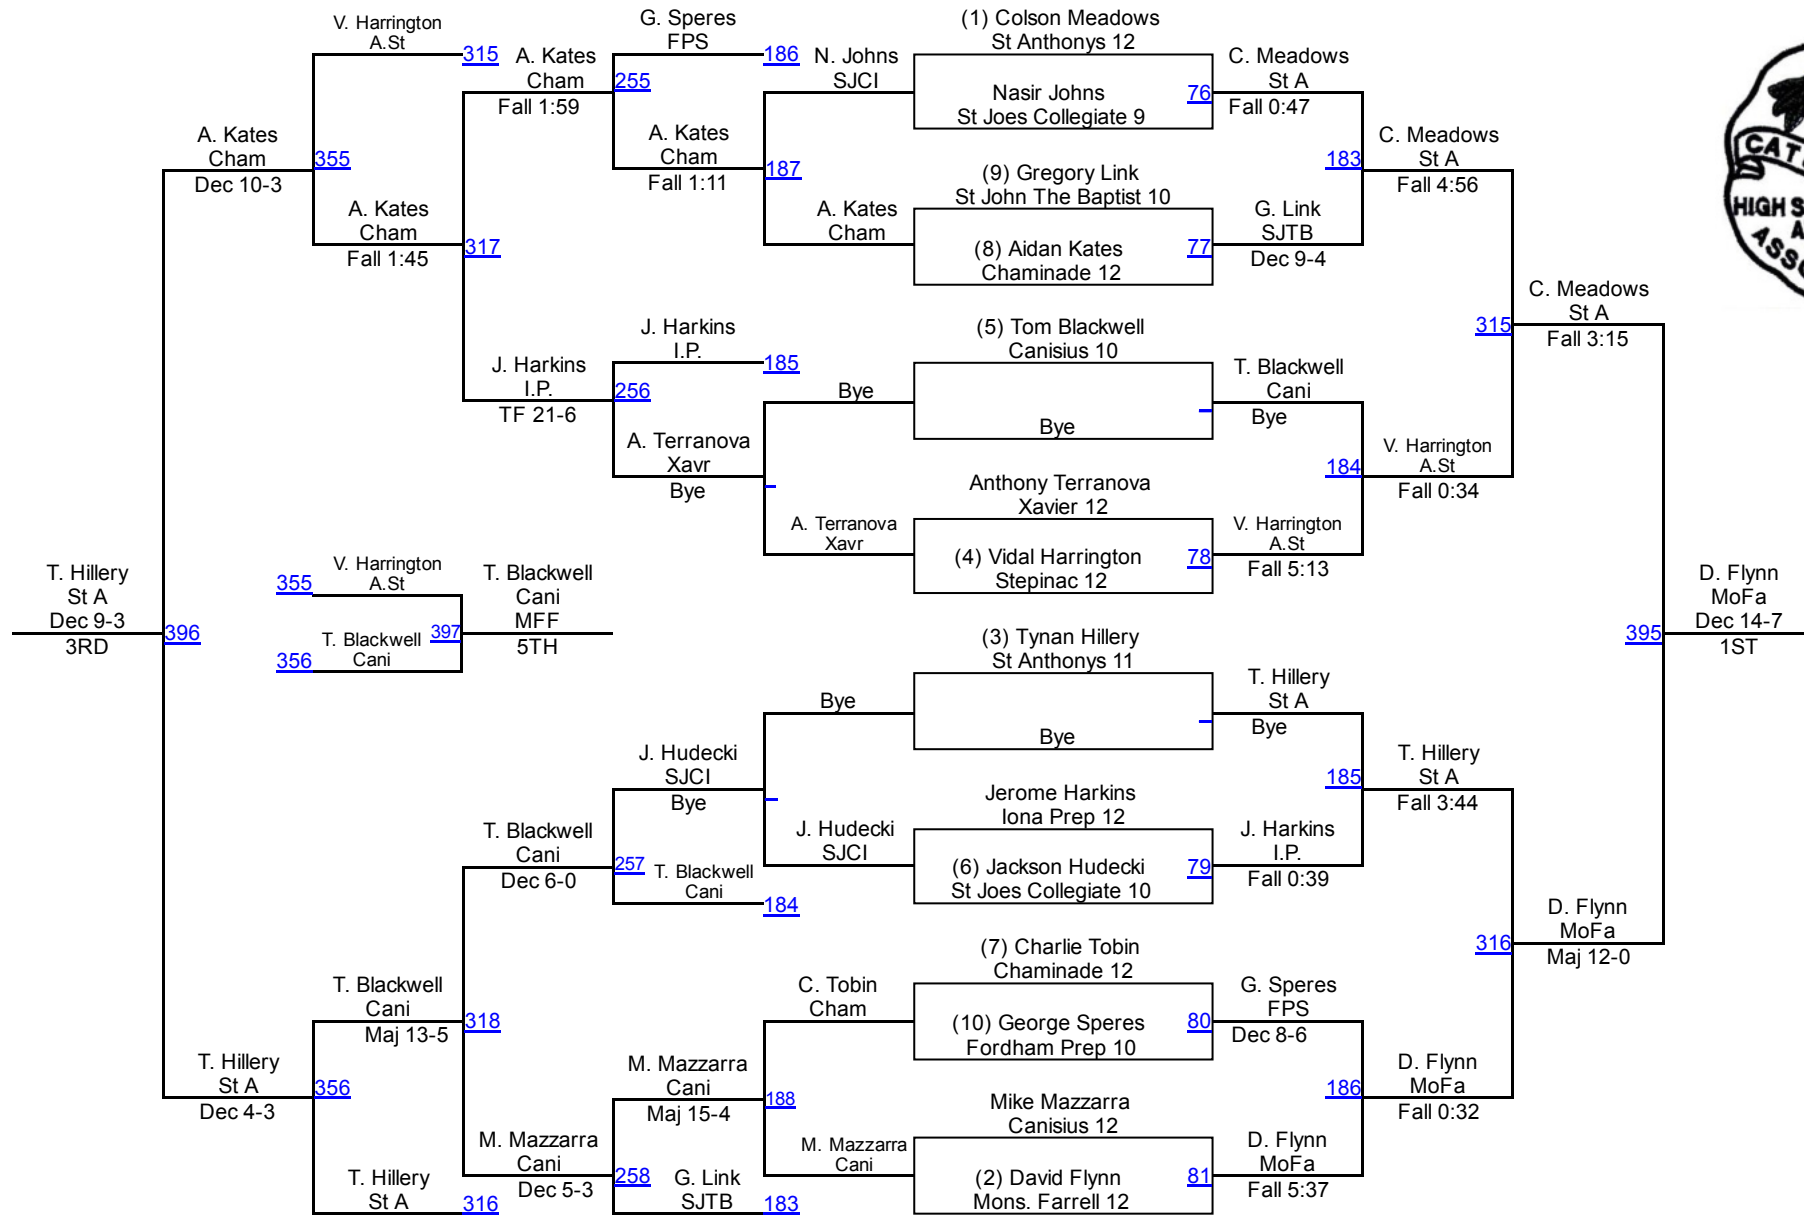 V. Harrington
A.St
315
A. Kates
Cham
355
Dec 10-3
A. Kates
Cham
Fall 1:45
317
A. Kates
Cham
Fall 1:59
G. Speres
FPS
186
255
A. Kates
Cham
Fall 1:11
187
N. Johns
SJCI
A. Kates
Cham
J. Harkins
I.P.
TF 21-6
J. Harkins
I.P.
185
256
A. Terranova
Xavr
Bye
Bye
A. Terranova
Xavr
T. Hillery
St A
Dec 9-3
3RD
396
355
V. Harrington
A.St
356
T. Blackwell
Cani
397
T. Blackwell
Cani
MFF
5TH
J. Hudecki
SJCI
Bye
Bye
J. Hudecki
SJCI
T. Blackwell
Cani
Dec 6-0
257
T. Blackwell
Cani
184
T. Blackwell
Cani
Maj 13-5
318
T. Hillery
St A
Dec 4-3
356
T. Hillery
St A
316
M. Mazzarra
Cani
Dec 5-3
258
M. Mazzarra
Cani
Maj 15-4
188
G. Link
SJTB
183
C. Tobin
Cham
M. Mazzarra
Cani
(1) Colson Meadows
St Anthonys 12
Nasir Johns
St Joes Collegiate 9
76
(9) Gregory Link
St John The Baptist 10
(8) Aidan Kates
Chaminade 12
77
(5) Tom Blackwell
Canisius 10
Bye
Anthony Terranova
Xavier 12
(4) Vidal Harrington
Stepinac 12
78
(3) Tynan Hillery
St Anthonys 11
Bye
Jerome Harkins
Iona Prep 12
(6) Jackson Hudecki
St Joes Collegiate 10
79
(7) Charlie Tobin
Chaminade 12
(10) George Speres
Fordham Prep 10
80
Mike Mazzarra
Canisius 12
(2) David Flynn
Mons. Farrell 12
81
C. Meadows
St A
Fall 0:47
183
G. Link
SJTB
Dec 9-4
C. Meadows
St A
Fall 4:56
T. Blackwell
Cani
Bye
184
V. Harrington
A.St
Fall 5:13
V. Harrington
A.St
Fall 0:34
315
C. Meadows
St A
Fall 3:15
T. Hillery
St A
Bye
185
J. Harkins
I.P.
Fall 0:39
T. Hillery
St A
Fall 3:44
G. Speres
FPS
Dec 8-6
186
D. Flynn
MoFa
Fall 5:37
D. Flynn
MoFa
Fall 0:32
316
D. Flynn
MoFa
Maj 12-0
395
D. Flynn
MoFa
Dec 14-7
1ST
HIGH